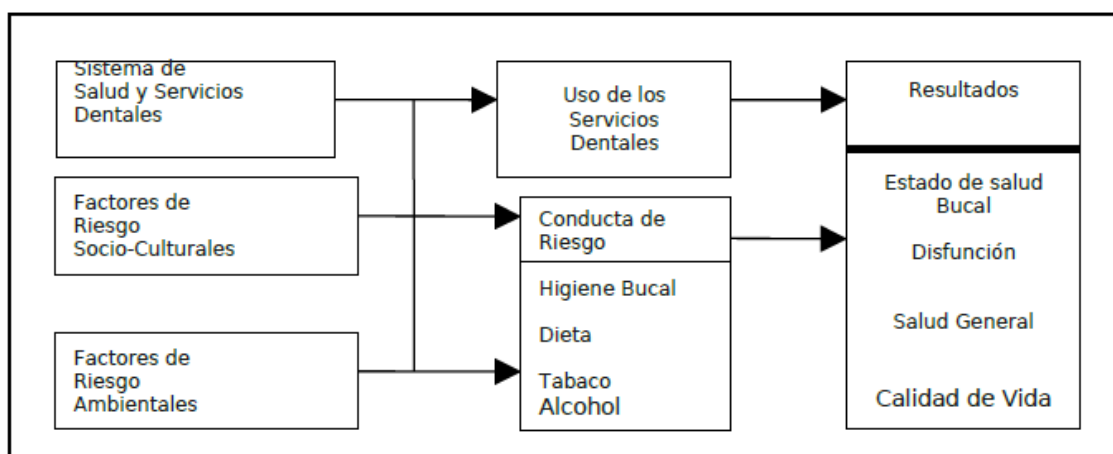 Sistema de
Salud y Servicios
Dentales
Uso de los
Servicios
Dentales
Resultados
Factores de
Riesgo
Socio-Culturales
Conducta de
Riesgo
Higiene Bucal
Dieta
Tabaco
Alcohol
Estado de salud
Bucal
Disfunción
Salud General
Calidad de Vida
Factores de
Riesgo
Ambientales